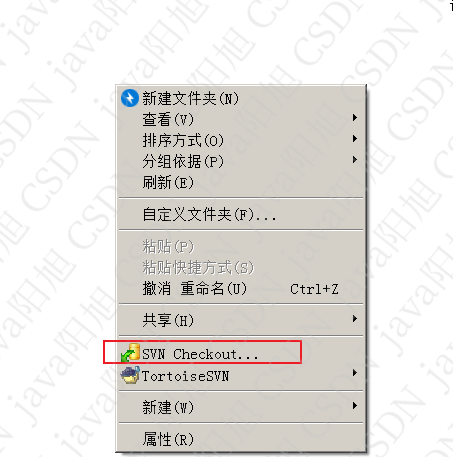 新建文件夹(N)
查看(V)
排序方式(O)
分组依据(P)
刷新(E)
自定义文件夹(F)...
粘贴(P)
粘贴快捷方式(S)
撤消 重命名(U) Ctrl+Z
共享(H)
SVN Checkout...
TortoiseSVN
新建(W)
属性(R)
CSDN java阳旭